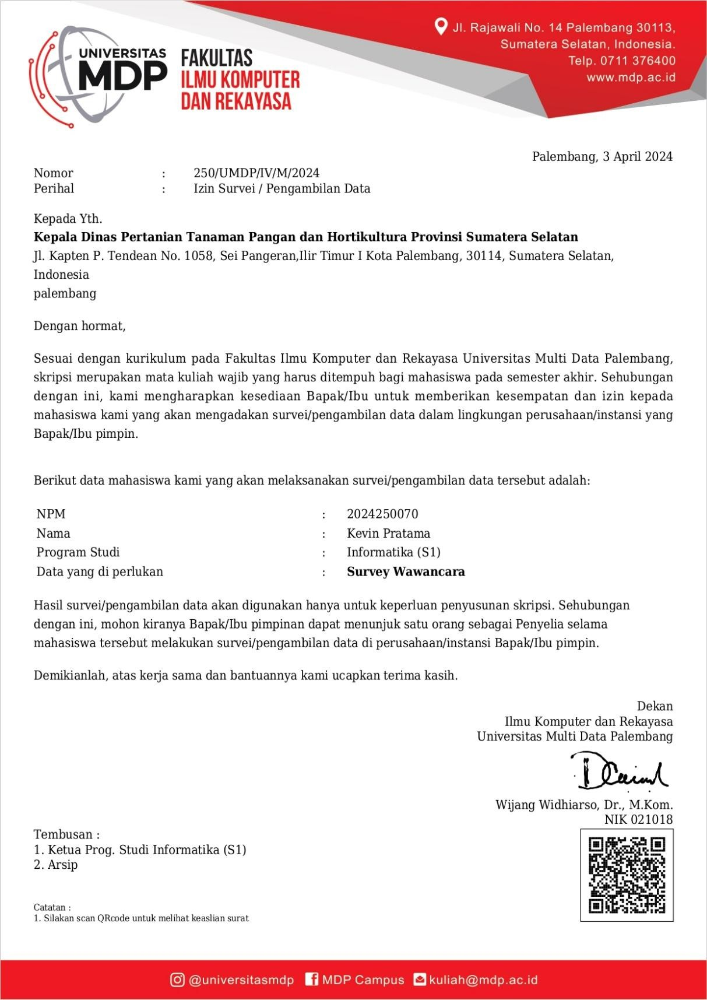 UNIVERSITAS
MDP
FAKULTAS
ILMU KOMPUTER
DAN REKAYASA
Jl. Rajawali No. 14 Palembang 30113,
Sumatera Selatan, Indonesia.
Telp. 0711 376400
www.mdp.ac.id
Palembang, 3 April 2024
Nomor : 250/UMDP/IV/M/2024
Perihal : Izin Survei / Pengambilan Data
Kepada Yth.
Kepala Dinas Pertanian Tanaman Pangan dan Hortikultura Provinsi Sumatera Selatan
Jl. Kapten P. Tendean No. 1058, Sei Pangeran,Ilir Timur I Kota Palembang, 30114, Sumatera Selatan,
Indonesia
palembang
Dengan hormat,
Sesuai dengan kurikulum pada Fakultas Ilmu Komputer dan Rekayasa Universitas Multi Data Palembang,
skripsi merupakan mata kuliah wajib yang harus ditempuh bagi mahasiswa pada semester akhir. Sehubungan
dengan ini, kami mengharapkan kesediaan Bapak/Ibu untuk memberikan kesempatan dan izin kepada
mahasiswa kami yang akan mengadakan survei/pengambilan data dalam lingkungan perusahaan/instansi yang
Bapak/Ibu pimpin.
Berikut data mahasiswa kami yang akan melaksanakan survei/pengambilan data tersebut adalah:
NPM : 2024250070
Nama : Kevin Pratama
Program Studi : Informatika (S1)
Data yang di perlukan : Survey Wawancara
Hasil survei/pengambilan data akan digunakan hanya untuk keperluan penyusunan skripsi. Sehubungan
dengan ini, mohon kiranya Bapak/Ibu pimpinan dapat menunjuk satu orang sebagai Penyelia selama
mahasiswa tersebut melakukan survei/pengambilan data di perusahaan/instansi Bapak/Ibu pimpin.
Demikianlah, atas kerja sama dan bantuannya kami ucapkan terima kasih.
Dekan
Ilmu Komputer dan Rekayasa
Universitas Multi Data Palembang
Wijang Widhiarso, Dr., M.Kom.
NIK 021018
Tembusan :
1. Ketua Prog. Studi Informatika (S1)
2. Arsip
Catatan :
1. Silakan scan QRcode untuk melihat keaslian surat
@universitasmdp MDP Campus kuliah@mdp.ac.id